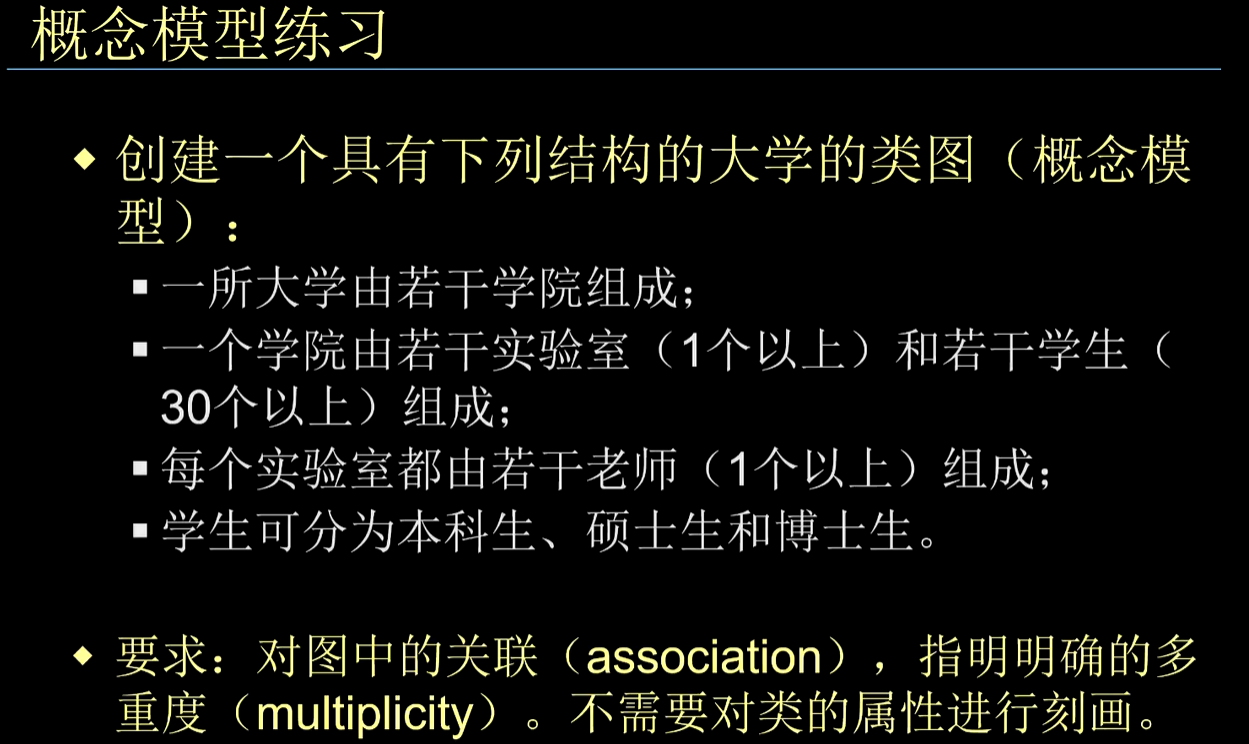 概念模型练习
◆ 创建一个具有下列结构的大学的类图（概念模
型）：
▪ 一所大学由若干学院组成；
▪ 一个学院由若干实验室（1个以上）和若干学生（
30个以上）组成；
▪ 每个实验室都由若干老师（1个以上）组成；
▪ 学生可分为本科生、硕士生和博士生。
◆ 要求：对图中的关联（association），指明明确的多
重度（multiplicity）。不需要对类的属性进行刻画。